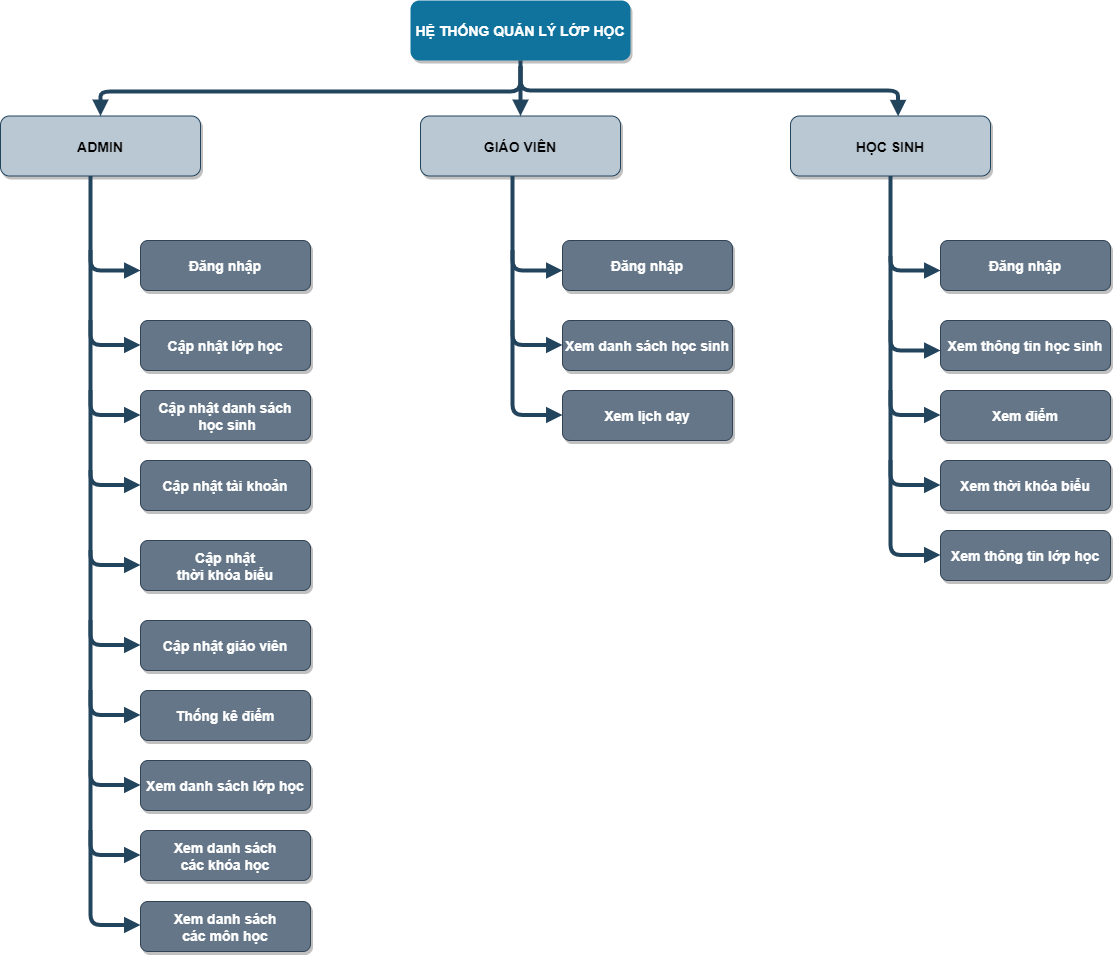 HỆ THỐNG QUẢN LÝ LỚP HỌC
ADMIN
Đăng nhập
Cập nhật lớp học
Cập nhật danh sách
học sinh
Cập nhật tài khoản
Cập nhật
thời khóa biểu
Cập nhật giáo viên
Thống kê điểm
Xem danh sách lớp học
Xem danh sách
các khóa học
Xem danh sách
các môn học
GIÁO VIÊN
Đăng nhập
Xem danh sách học sinh
Xem lịch dạy
HỌC SINH
Đăng nhập
Xem thông tin học sinh
Xem điểm
Xem thời khóa biểu
Xem thông tin lớp học